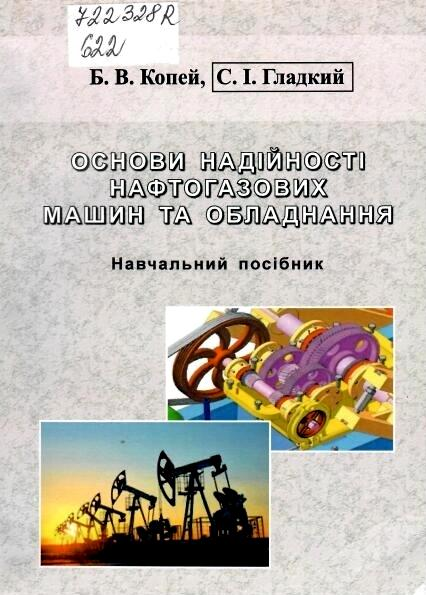 722328R
622
Б. В. Копей, С. І. Гладкий
ОСНОВИ НАДІЙНОСТІ
НАФТОГАЗОВИХ
МАШИН ТА ОБЛАДНАННЯ
Навчальний посібник